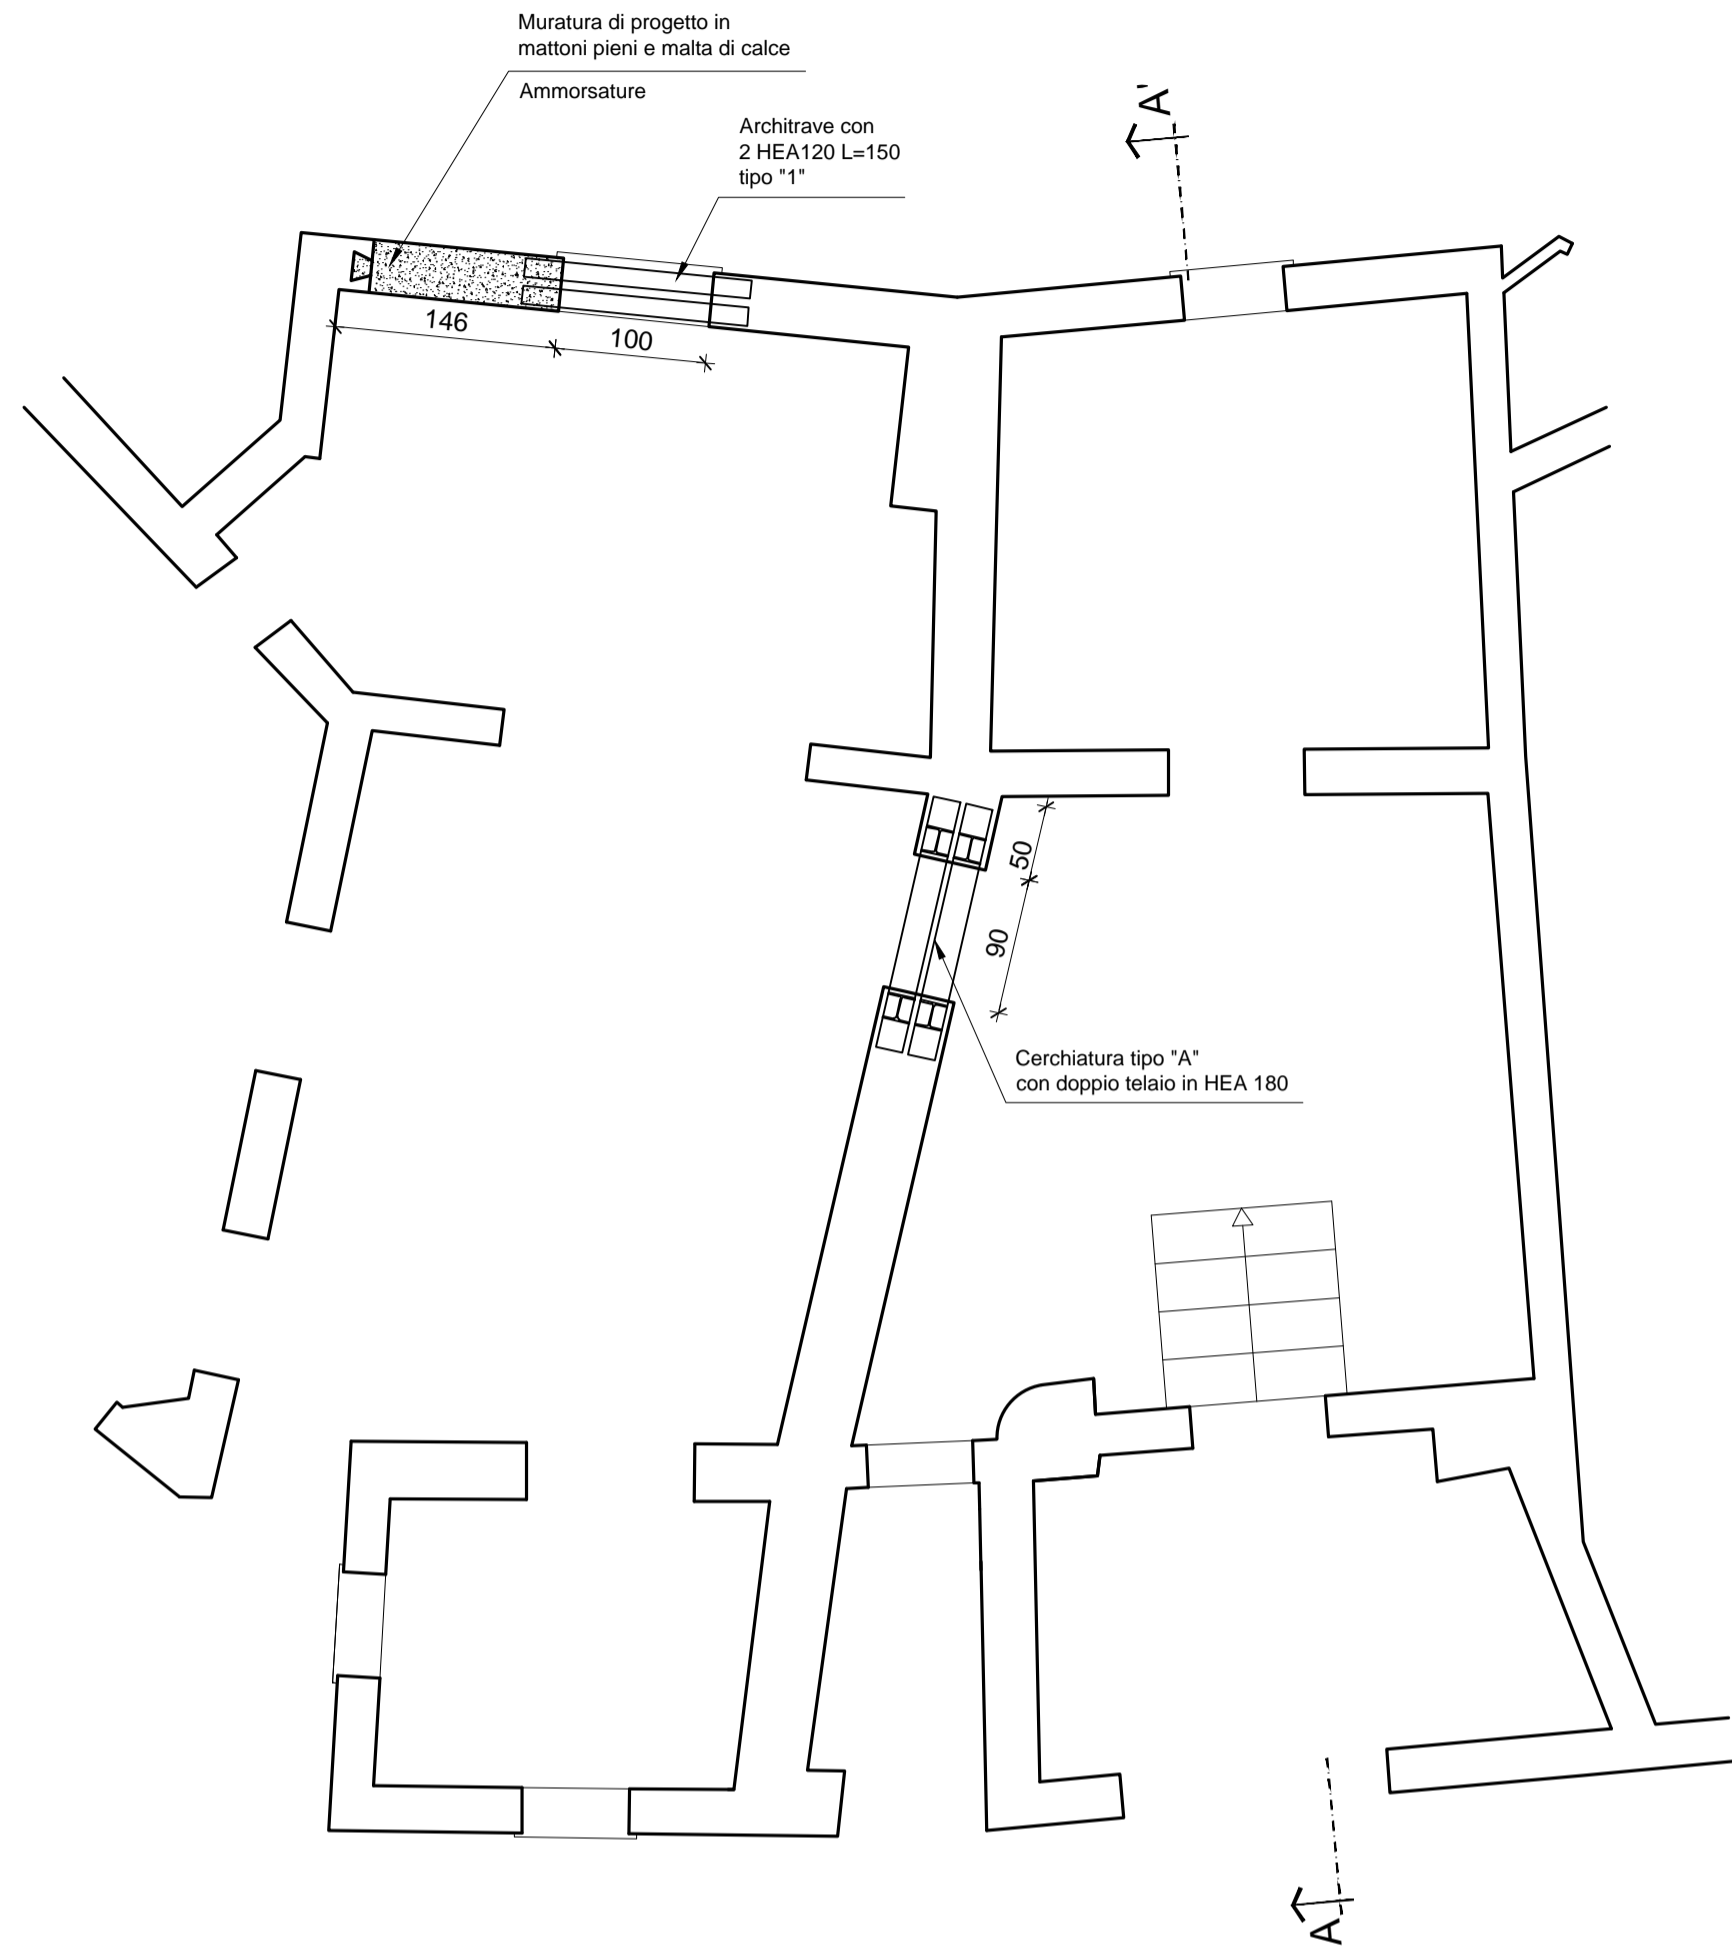 Muratura di progetto in
mattoni pieni e malta di calce
Ammorsature
Architrave con
2 HEA120 L=150
tipo "1"
A'
146
100
50
90
Cerchiatura tipo "A"
con doppio telaio in HEA 180
A